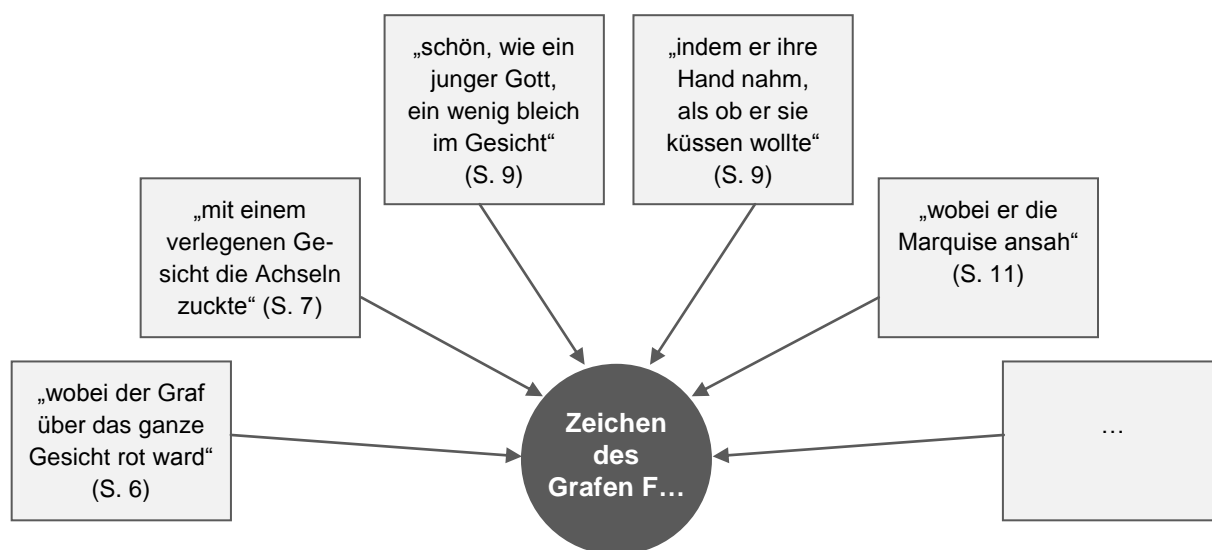 „schön, wie ein
junger Gott,
ein wenig bleich
im Gesicht“
(S. 9)
„indem er ihre
Hand nahm,
als ob er sie
küssen wollte“
(S. 9)
„mit einem
verlegenen Ge-
sicht die Achseln
zuckte“ (S. 7)
„wobei er die
Marquise ansah“
(S. 11)
„wobei der Graf
über das ganze
Gesicht rot ward“
(S. 6)
Zeichen
des
Grafen F…
…